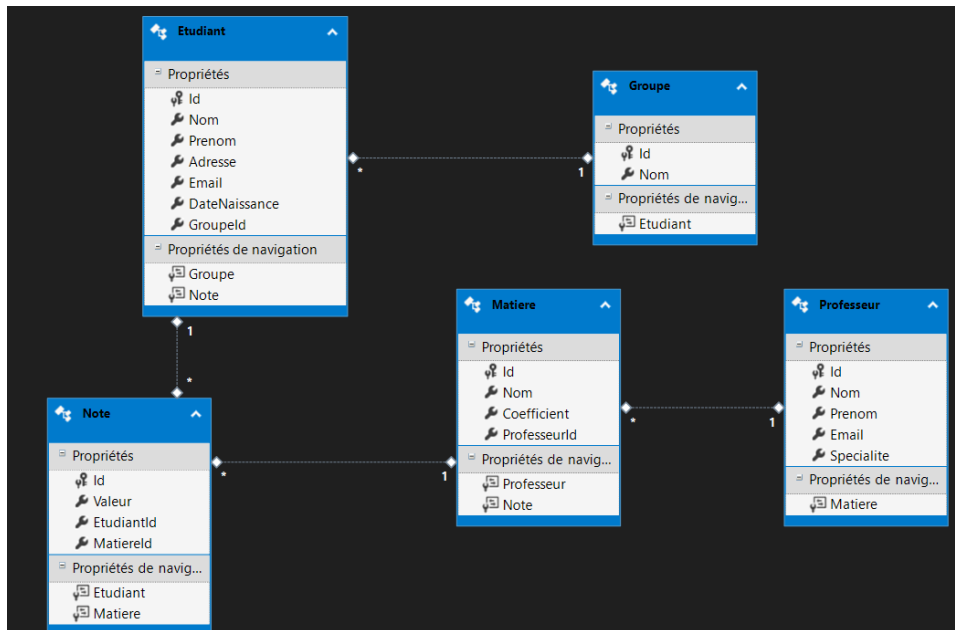 Etudiant
Propriétés
Id
Nom
Prenom
Adresse
Email
DateNaissance
GroupeId
Propriétés de navigation
Groupe
Note
*
1
1
*
Groupe
Propriétés
Id
Nom
Propriétés de navig...
Etudiant
Note
Propriétés
Id
Valeur
EtudiantId
MatiereId
Propriétés de navig...
Etudiant
Matiere
*
1
Matiere
Propriétés
Id
Nom
Coefficient
ProfesseurId
Propriétés de navig...
Professeur
Note
*
1
Professeur
Propriétés
Id
Nom
Prenom
Email
Specialite
Propriétés de navig...
Matiere